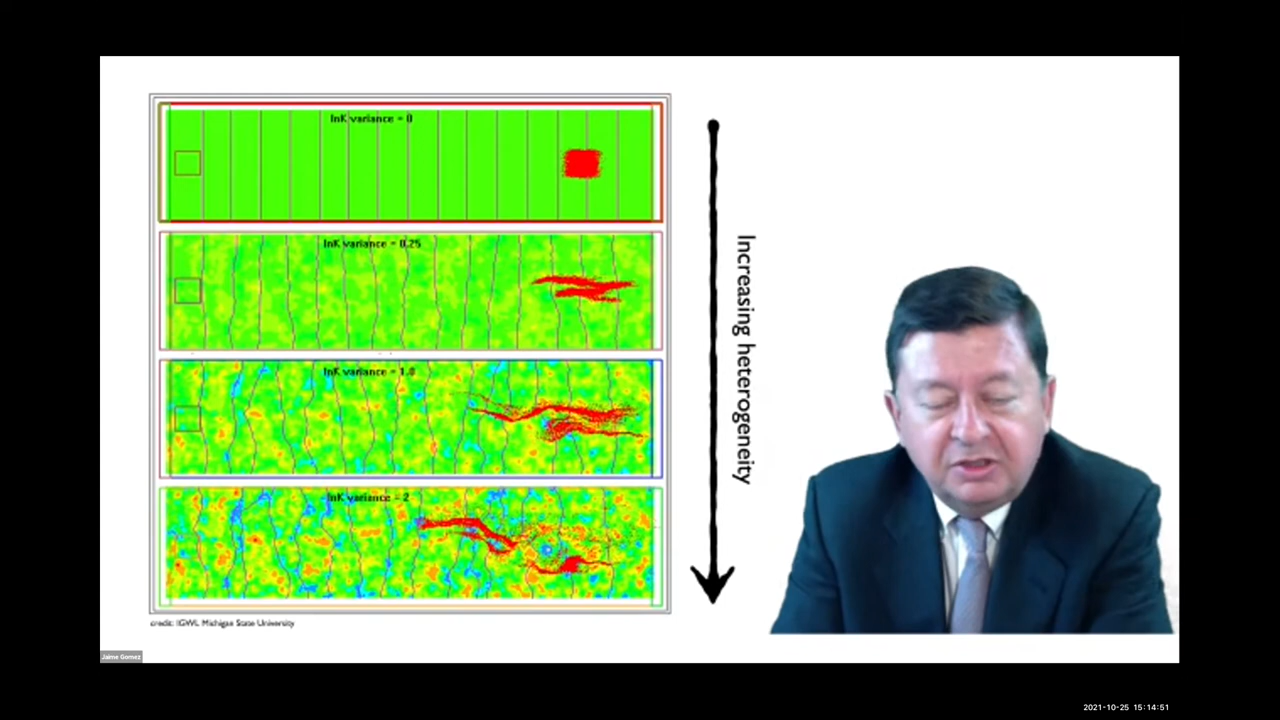 lnK variance = 0
lnK variance = 0.25
lnK variance = 1.0
lnK variance = 2
Increasing heterogeneity
credit: IGWL Michigan State University
Jaime Gomez
2021-10-25 15:14:51